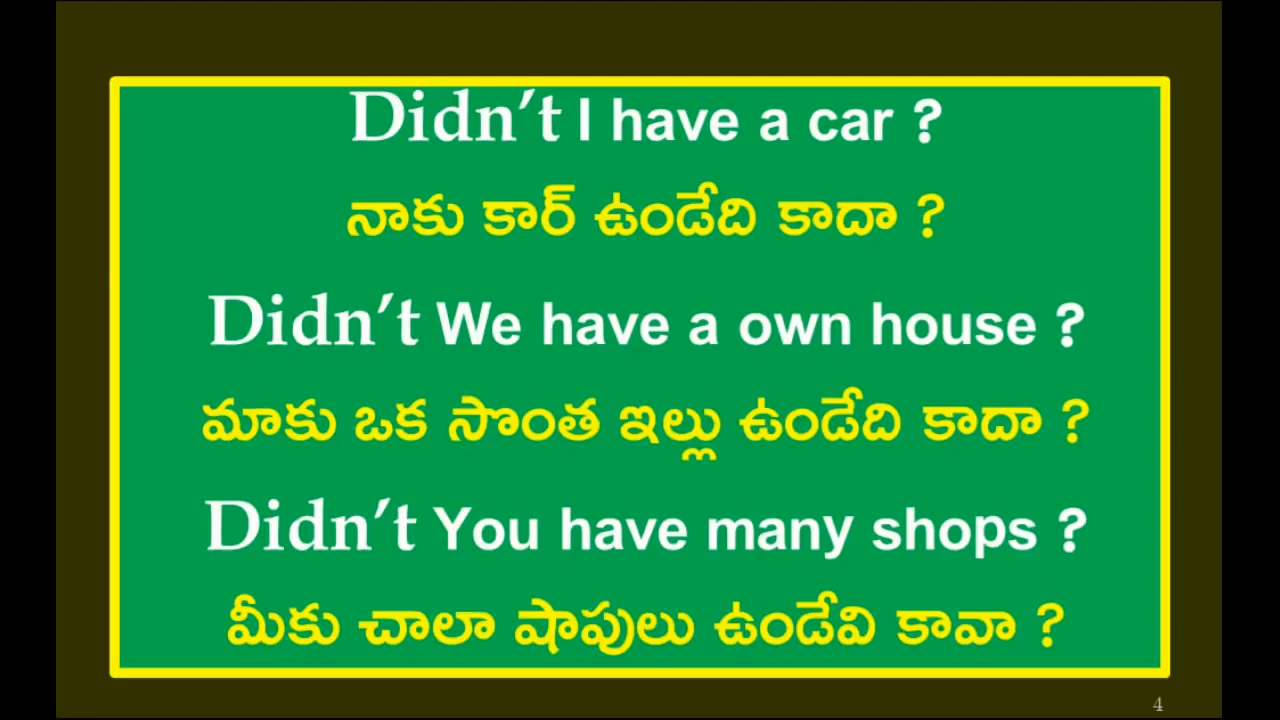 Didn't I have a car ?
నాకు కార్ ఉండేది కాదా ?
Didn't We have a own house ?
మాకు ఒక సొంత ఇల్లు ఉండేది కాదా ?
Didn't You have many shops ?
మీకు చాలా షాపులు ఉండేవి కావా ?
4